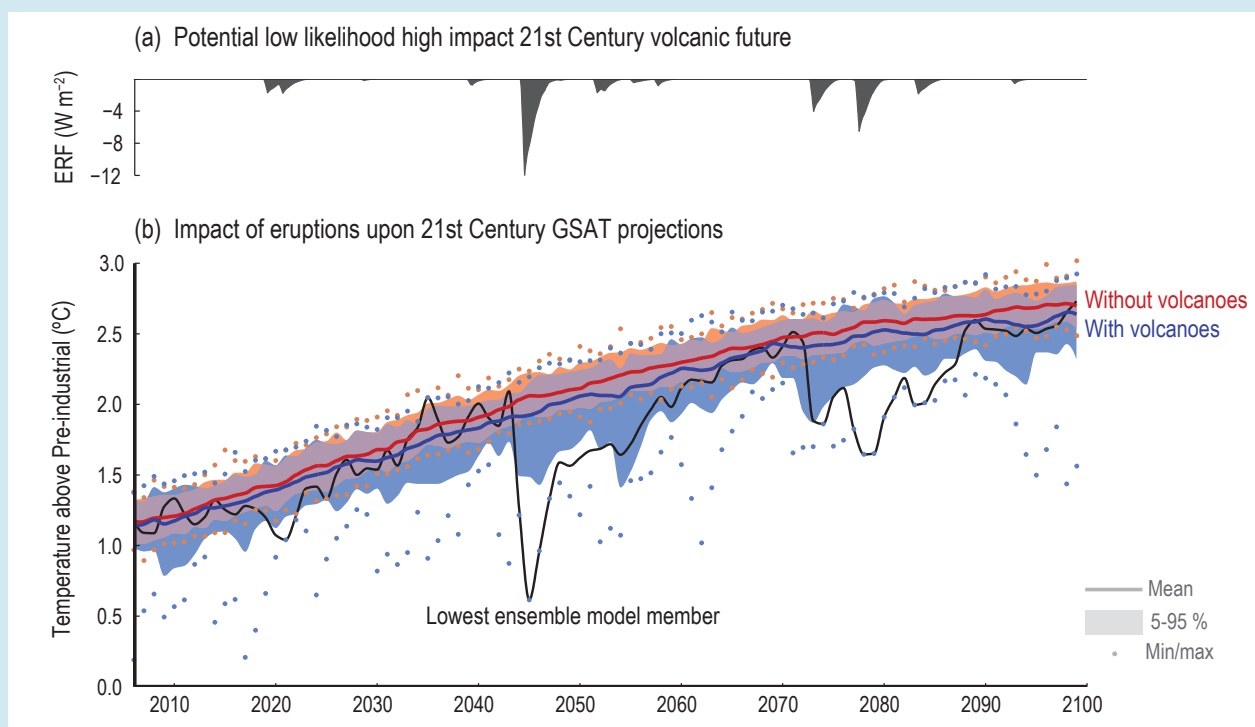 (a) Potential low likelihood high impact 21st Century volcanic future
ERF (W m⁻²)
−4
−8
−12
(b) Impact of eruptions upon 21st Century GSAT projections
Temperature above Pre-industrial (ºC)
3.0
2.5
2.0
1.5
1.0
0.5
0.0
Without volcanoes
With volcanoes
Lowest ensemble model member
Mean
5-95 %
Min/max
2010 2020 2030 2040 2050 2060 2070 2080 2090 2100